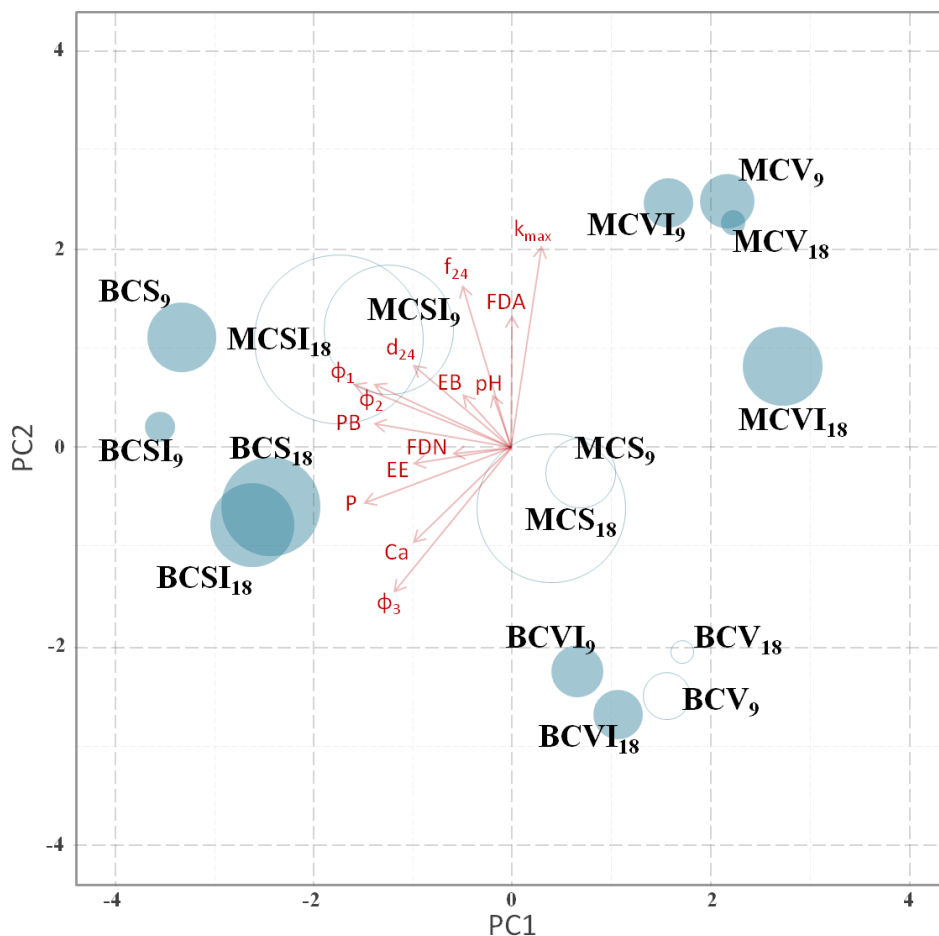 4
MCV₉
MCVI₉
MCV₁₈
kmax
2
f₂₄
BCS₉
FDA
MCSI₉
MCSI₁₈
d₂₄
ϕ₁
EB
pH
ϕ₂
MCVI₁₈
PB
BCSI₉
BCS₁₈
FDN
MCS₉
0
PC2
EE
P
MCS₁₈
Ca
BCSI₁₈
ϕ₃
BCVI₉
BCV₁₈
-2
BCV₉
BCVI₁₈
-4
-4 -2 0 2 4
PC1